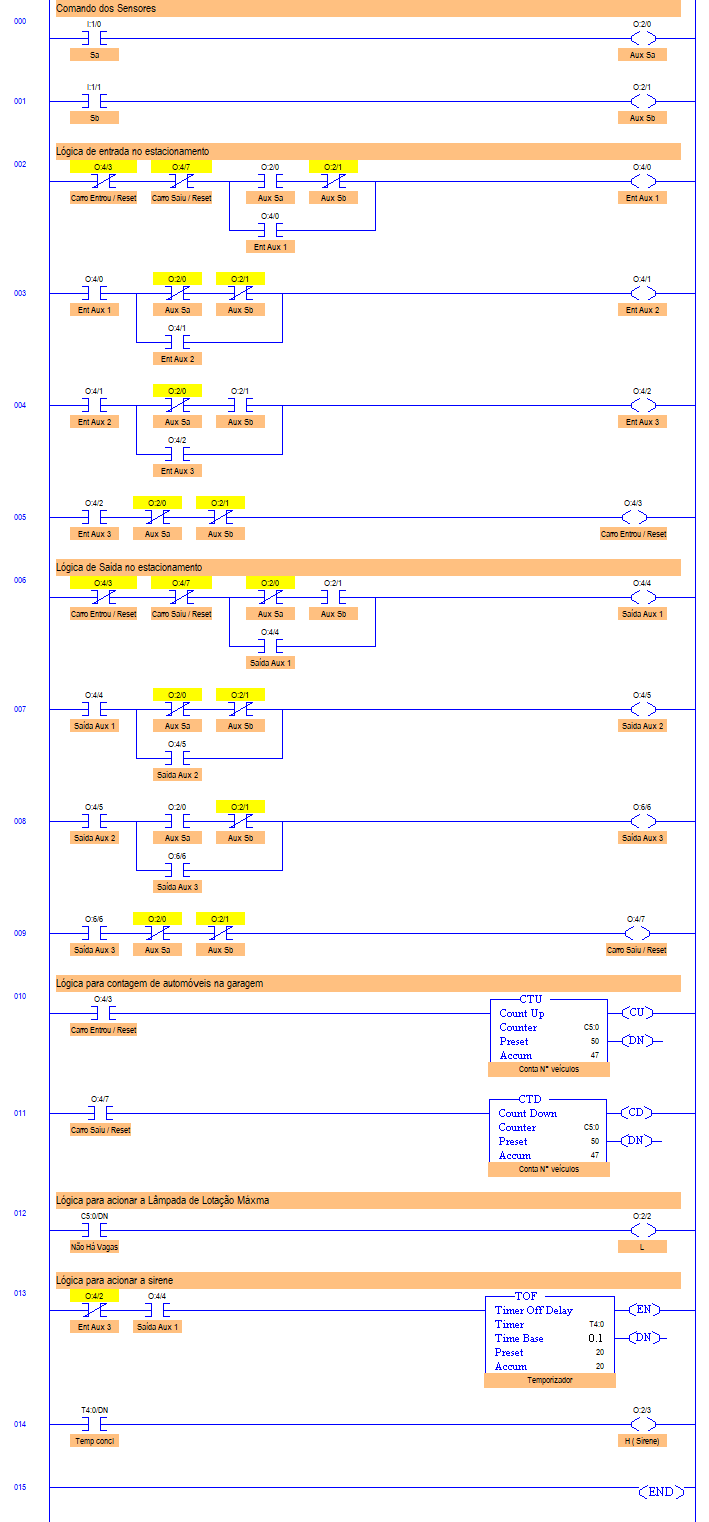 Comando dos Sensores
000
I:1/0
O:2/0
Sa
Aux Sa
001
I:1/1
O:2/1
Sb
Aux Sb
Lógica de entrada no estacionamento
002
O:4/3 O:4/7 O:2/0 O:2/1 O:4/0
Carro Entrou / Reset Carro Saiu / Reset Aux Sa Aux Sb Ent Aux 1
O:4/0
Ent Aux 1
003
O:4/0 O:2/0 O:2/1 O:4/1
Ent Aux 1 Aux Sa Aux Sb Ent Aux 2
O:4/1
Ent Aux 2
004
O:4/1 O:2/0 O:2/1 O:4/2
Ent Aux 2 Aux Sa Aux Sb Ent Aux 3
O:4/2
Ent Aux 3
005
O:4/2 O:2/0 O:2/1 O:4/3
Ent Aux 3 Aux Sa Aux Sb Carro Entrou / Reset
Lógica de Saida no estacionamento
006
O:4/3 O:4/7 O:2/0 O:2/1 O:4/4
Carro Entrou / Reset Carro Saiu / Reset Aux Sa Aux Sb Saida Aux 1
O:4/4
Saida Aux 1
007
O:4/4 O:2/0 O:2/1 O:4/5
Saida Aux 1 Aux Sa Aux Sb Saida Aux 2
O:4/5
Saida Aux 2
008
O:4/5 O:2/0 O:2/1 O:6/6
Saida Aux 2 Aux Sa Aux Sb Saida Aux 3
O:6/6
Saida Aux 3
009
O:6/6 O:2/0 O:2/1 O:4/7
Saida Aux 3 Aux Sa Aux Sb Carro Saiu / Reset
Lógica para contagem de automóveis na garagem
010
O:4/3
Carro Entrou / Reset
CTU
Count Up CU
Counter C5:0
Preset 50 DN
Accum 47
Conta N° veículos
011
O:4/7
Carro Saiu / Reset
CTD
Count Down CD
Counter C5:0
Preset 50 DN
Accum 47
Conta N° veículos
Lógica para acionar a Lâmpada de Lotação Máxma
012
C5:0/DN O:2/2
Não Há Vagas L
Lógica para acionar a sirene
013
O:4/2 O:4/4
Ent Aux 3 Saida Aux 1
TOF
Timer Off Delay EN
Timer T4:0
Time Base 0.1 DN
Preset 20
Accum 20
Temporizador
014
T4:0/DN O:2/3
Temp concl H ( Sirene)
015
END